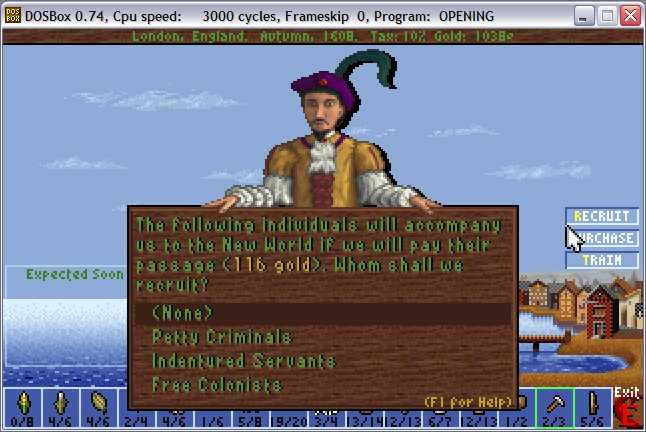 DOSBox 0.74, Cpu speed: 3000 cycles, Frameskip 0, Program: OPENING
London, England. Autumn, 1608. Tax:10% Gold: 1038¢
RECRUIT
PURCHASE
TRAIN
Expected Soon
The following individuals will accompany
us to the New World if we will pay their
passage (116 gold). Whom shall we
recruit?
(None)
Petty Criminals
Indentured Servants
Free Colonists
(F1 for Help)
Exit
E
0/8 4/6 4/6 2/4 4/6 1/6 5/8 19/20 3/4 13/14 12/13 6/7 12/13 1/2 2/3 5/6